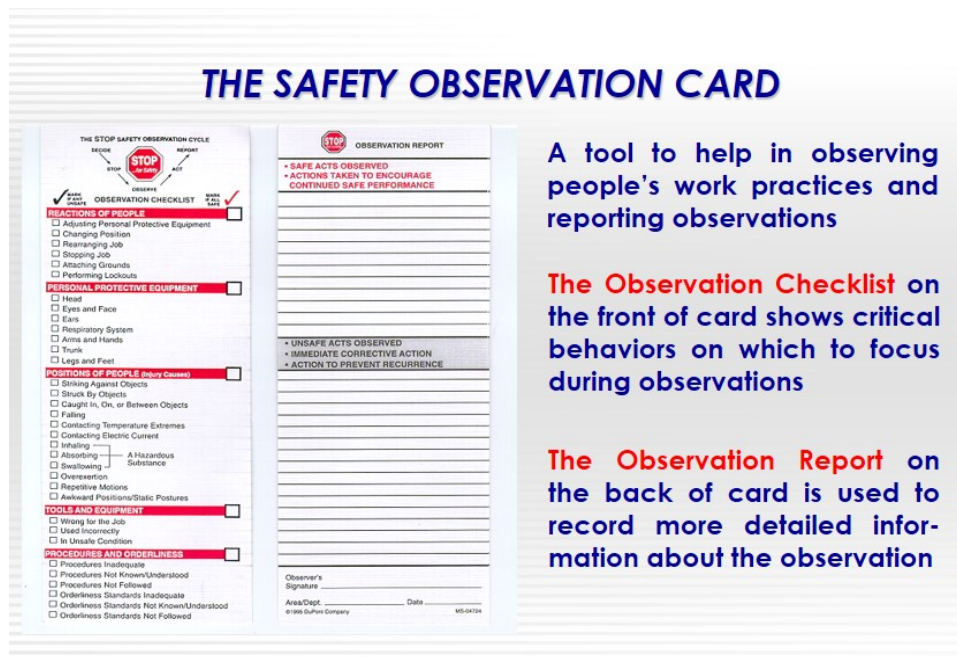 THE SAFETY OBSERVATION CARD
THE STOP SAFETY OBSERVATION CYCLE
DECIDE
REPORT
STOP
STOP
...for Safety
ACT
OBSERVE
MARK
IF ANY
UNSAFE
OBSERVATION CHECKLIST
MARK
IF ALL
SAFE
REACTIONS OF PEOPLE
Adjusting Personal Protective Equipment
Changing Position
Rearranging Job
Stopping Job
Attaching Grounds
Performing Lockouts
PERSONAL PROTECTIVE EQUIPMENT
Head
Eyes and Face
Ears
Respiratory System
Arms and Hands
Trunk
Legs and Feet
POSITIONS OF PEOPLE (Injury Causes)
Striking Against Objects
Struck By Objects
Caught In, On, or Between Objects
Falling
Contacting Temperature Extremes
Contacting Electric Current
Inhaling
Absorbing
Swallowing
A Hazardous
Substance
Overexertion
Repetitive Motions
Awkward Positions/Static Postures
TOOLS AND EQUIPMENT
Wrong for the Job
Used Incorrectly
In Unsafe Condition
PROCEDURES AND ORDERLINESS
Procedures Inadequate
Procedures Not Known/Understood
Procedures Not Followed
Orderliness Standards Inadequate
Orderliness Standards Not Known/Understood
Orderliness Standards Not Followed
STOP
OBSERVATION REPORT
• SAFE ACTS OBSERVED
• ACTIONS TAKEN TO ENCOURAGE
CONTINUED SAFE PERFORMANCE
• UNSAFE ACTS OBSERVED
• IMMEDIATE CORRECTIVE ACTION
• ACTION TO PREVENT RECURRENCE
Observer's
Signature
Area/Dept. Date
©1995 DuPont Company MS-04724
A tool to help in observing
people's work practices and
reporting observations
The Observation Checklist on
the front of card shows critical
behaviors on which to focus
during observations
The Observation Report on
the back of card is used to
record more detailed infor-
mation about the observation